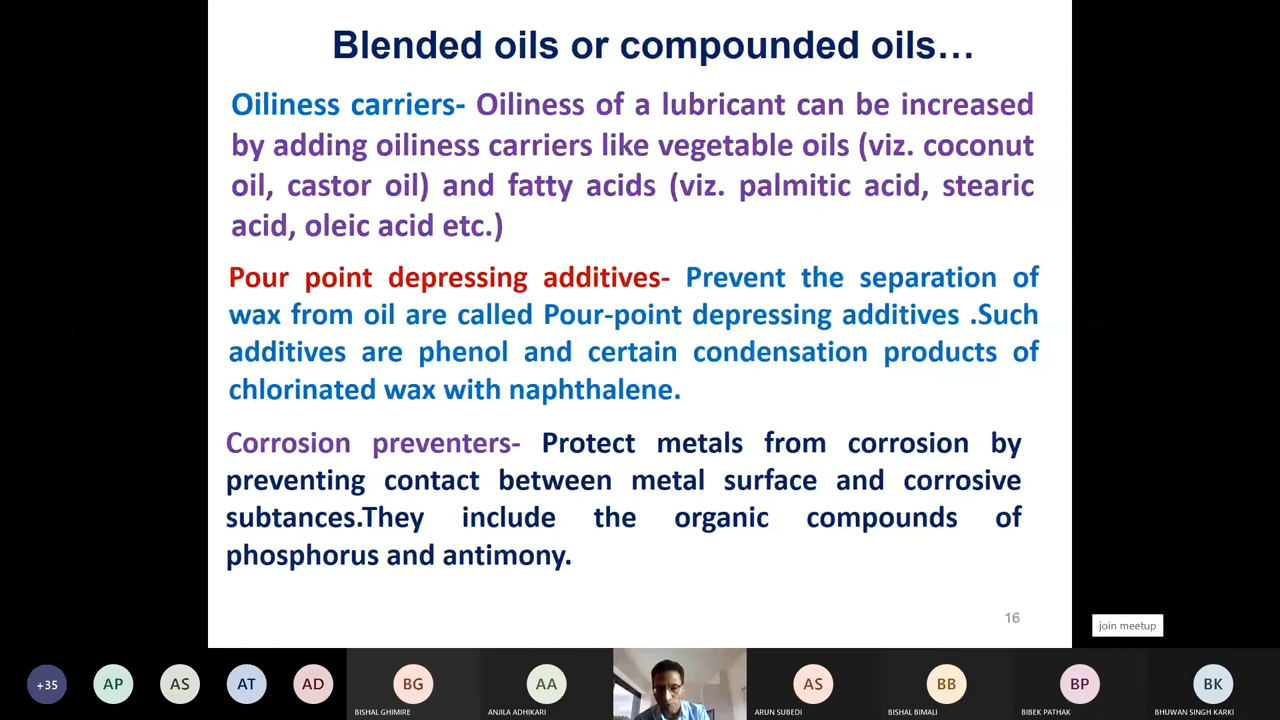 Blended oils or compounded oils…
Oiliness carriers- Oiliness of a lubricant can be increased
by adding oiliness carriers like vegetable oils (viz. coconut
oil, castor oil) and fatty acids (viz. palmitic acid, stearic
acid, oleic acid etc.)
Pour point depressing additives- Prevent the separation of
wax from oil are called Pour-point depressing additives .Such
additives are phenol and certain condensation products of
chlorinated wax with naphthalene.
Corrosion preventers- Protect metals from corrosion by
preventing contact between metal surface and corrosive
subtances.They include the organic compounds of
phosphorus and antimony.
16
join meetup
+35 AP AS AT AD BG AA AS BB BP BK
BISHAL GHIMIRE ANJILA ADHIKARI ARUN SUBEDI BISHAL BIMALI BIBEK PATHAK BHUWAN SINGH KARKI